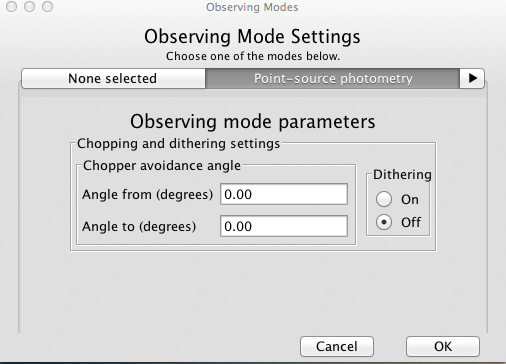 Observing Modes
Observing Mode Settings
Choose one of the modes below.
None selected
Point-source photometry
Observing mode parameters
Chopping and dithering settings
Chopper avoidance angle
Angle from (degrees) 0.00
Angle to (degrees) 0.00
Dithering
On
Off
Cancel
OK